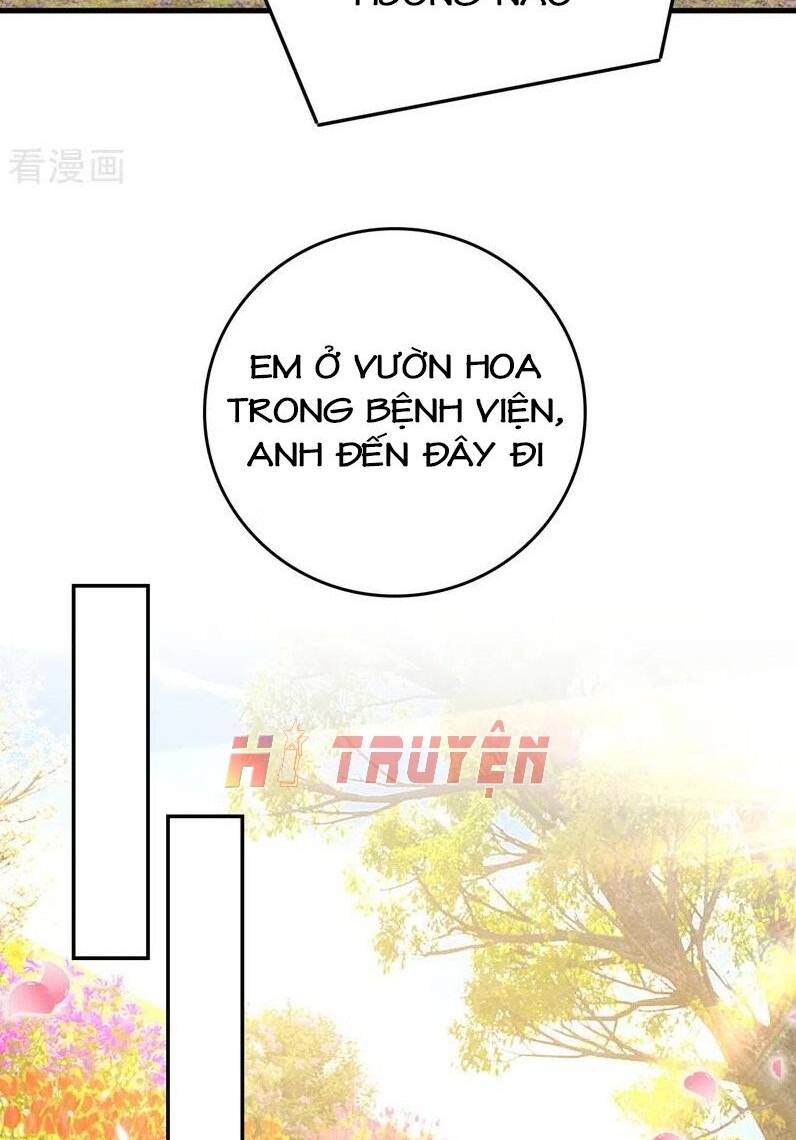 看漫画
EM Ở VƯỜN HOA
TRONG BỆNH VIỆN,
ANH ĐẾN ĐÂY ĐI
HI TRUYỆN